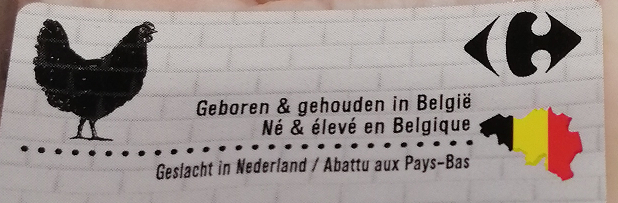 Geboren & gehouden in België
Né & élevé en Belgique
Geslacht in Nederland / Abattu aux Pays-Bas